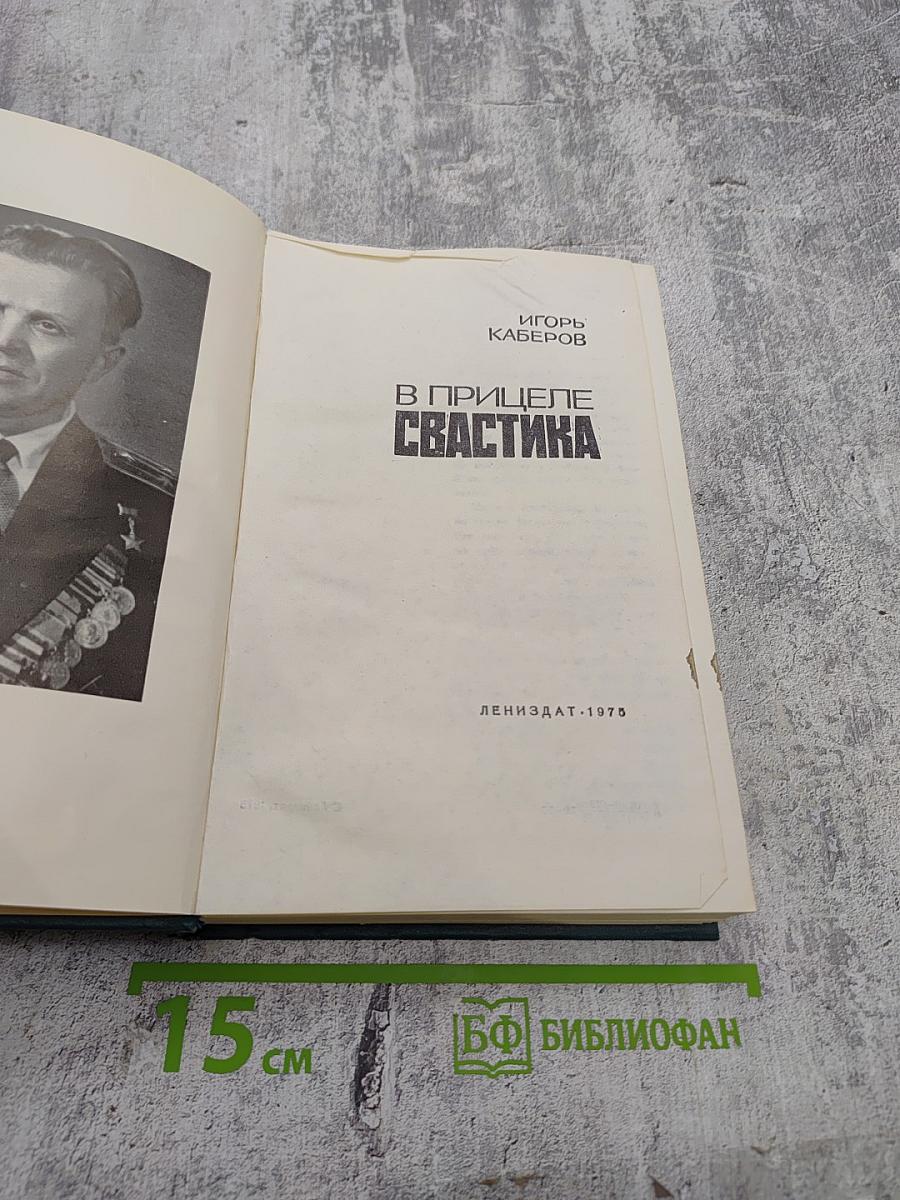 ИГОРЬ
КАБЕРОВ
В ПРИЦЕЛЕ
СВАСТИКА
ЛЕНИЗДАТ · 1975
15 см
БФ БИБЛИОФАН